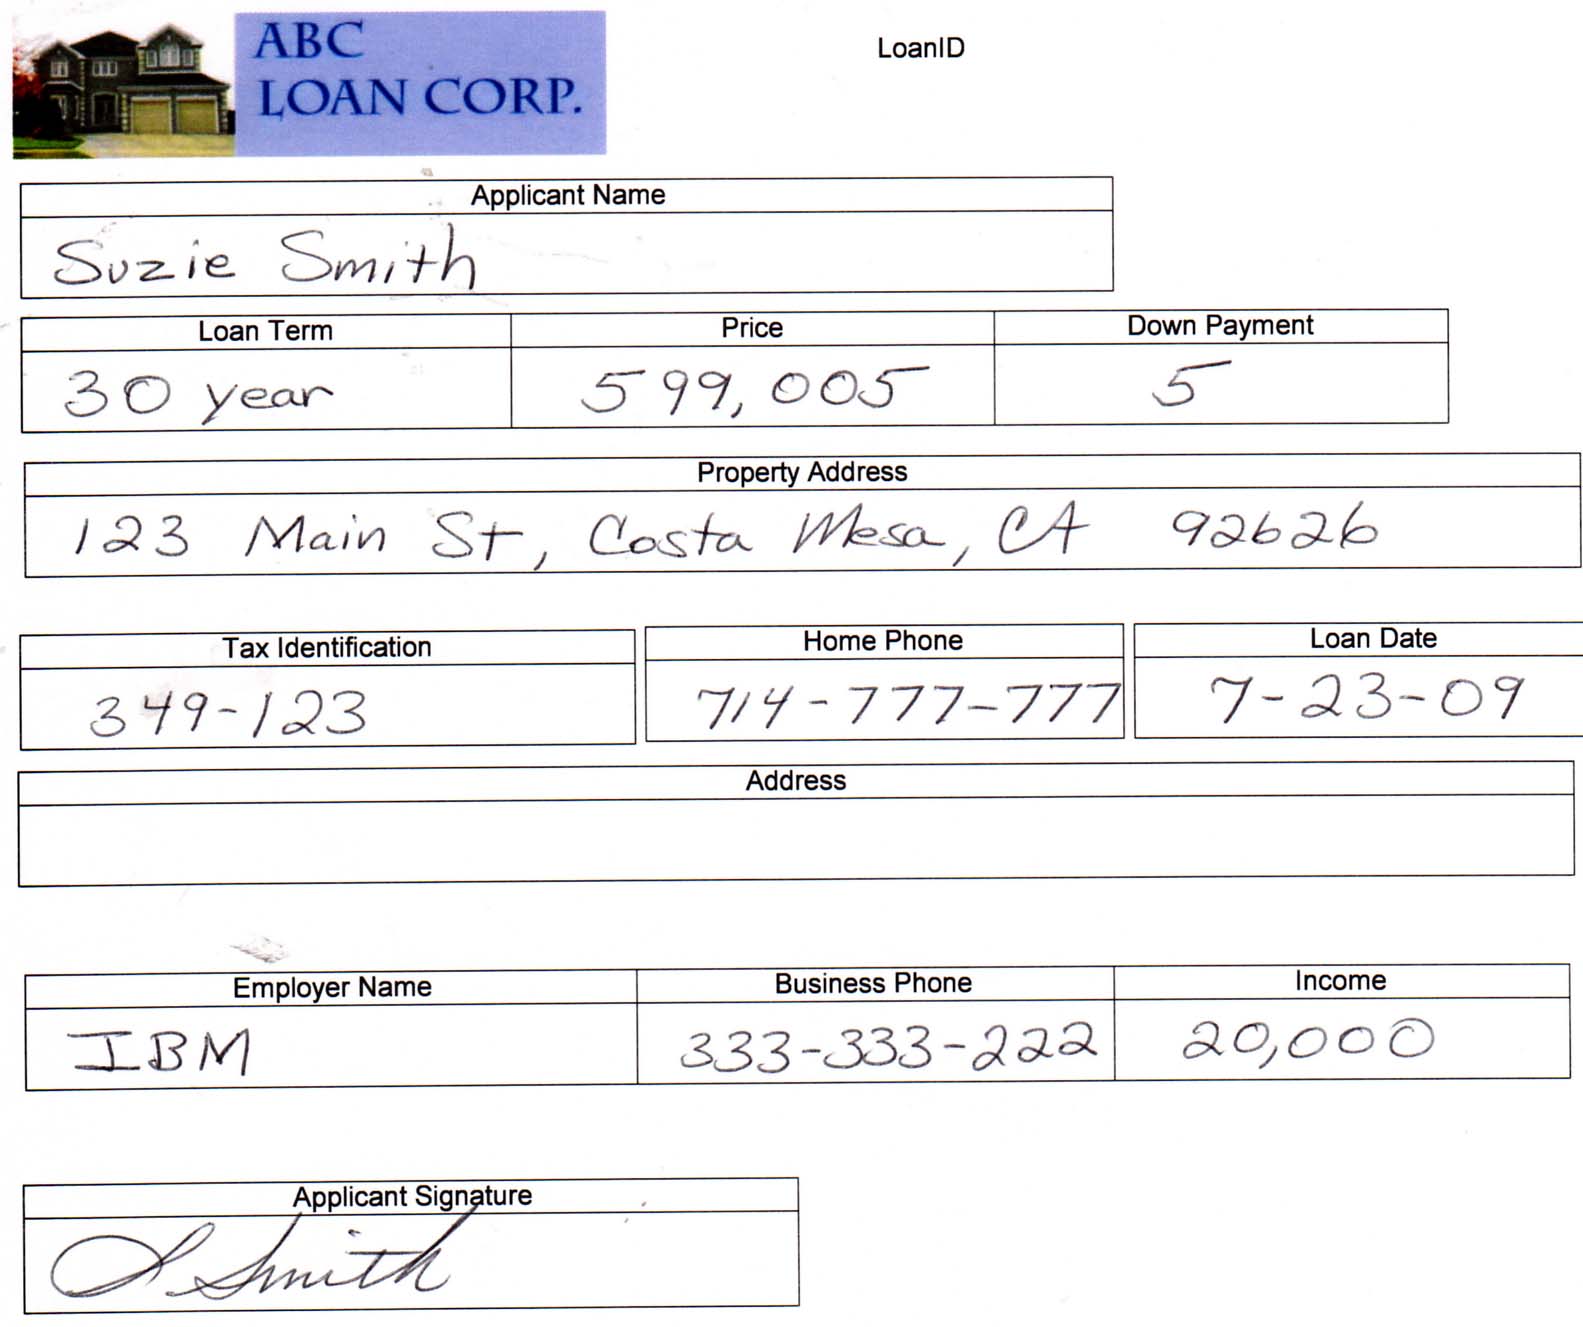 ABC
LOAN CORP.
LoanID
Applicant Name
Suzie Smith
Loan Term Price Down Payment
30 year 599,005 5
Property Address
123 Main St, Costa Mesa, CA 92626
Tax Identification Home Phone Loan Date
349-123 714-777-777 7-23-09
Address
Employer Name Business Phone Income
IBM 333-333-222 20,000
Applicant Signature
S. Smith